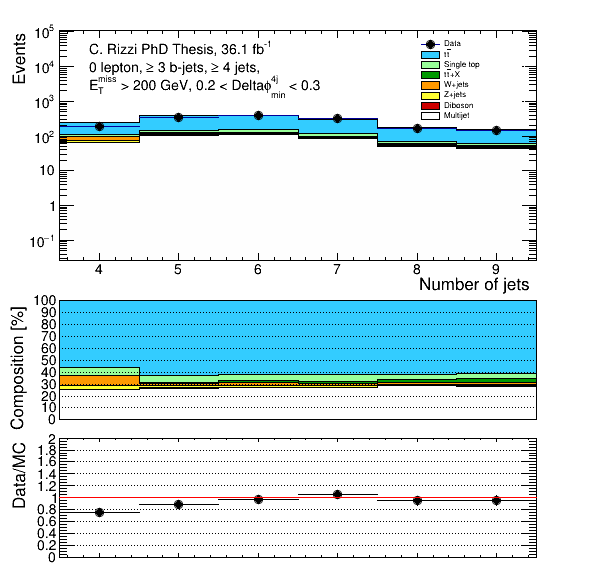 Events
10⁵
10⁴
10³
10²
10
1
10⁻¹
C. Rizzi PhD Thesis, 36.1 fb⁻¹
0 lepton, ≥ 3 b-jets, ≥ 4 jets,
E_T^miss > 200 GeV, 0.2 < Deltaϕ_min^4j < 0.3
Data
tt̄
Single top
tt̄+X
W+jets
Z+jets
Diboson
Multijet
4 5 6 7 8 9
Number of jets
Composition [%]
100
90
80
70
60
50
40
30
20
10
0
Data/MC
2
1.8
1.6
1.4
1.2
1
0.8
0.6
0.4
0.2
0